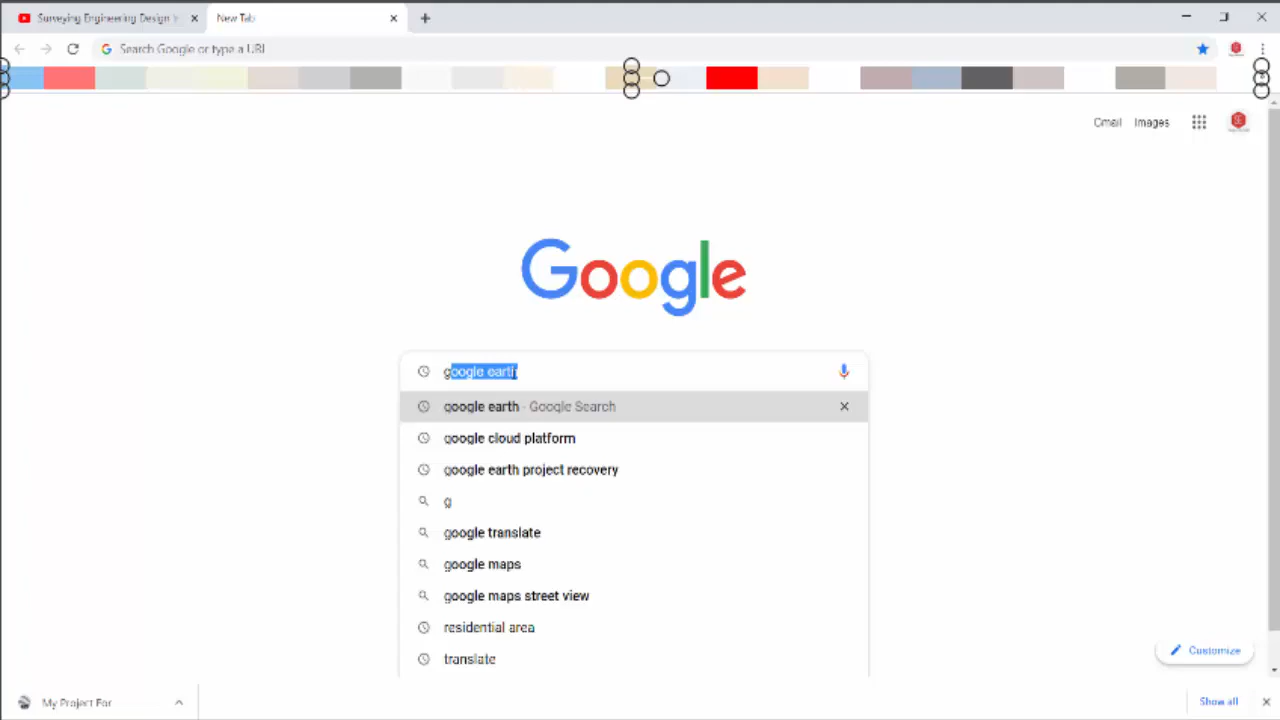 Surveying Engineering Design
New Tab
Search Google or type a URL
Gmail Images
Google
google earth
google earth - Google Search
google cloud platform
google earth project recovery
g
google translate
google maps
google maps street view
residential area
translate
Customize
My Project For
Show all